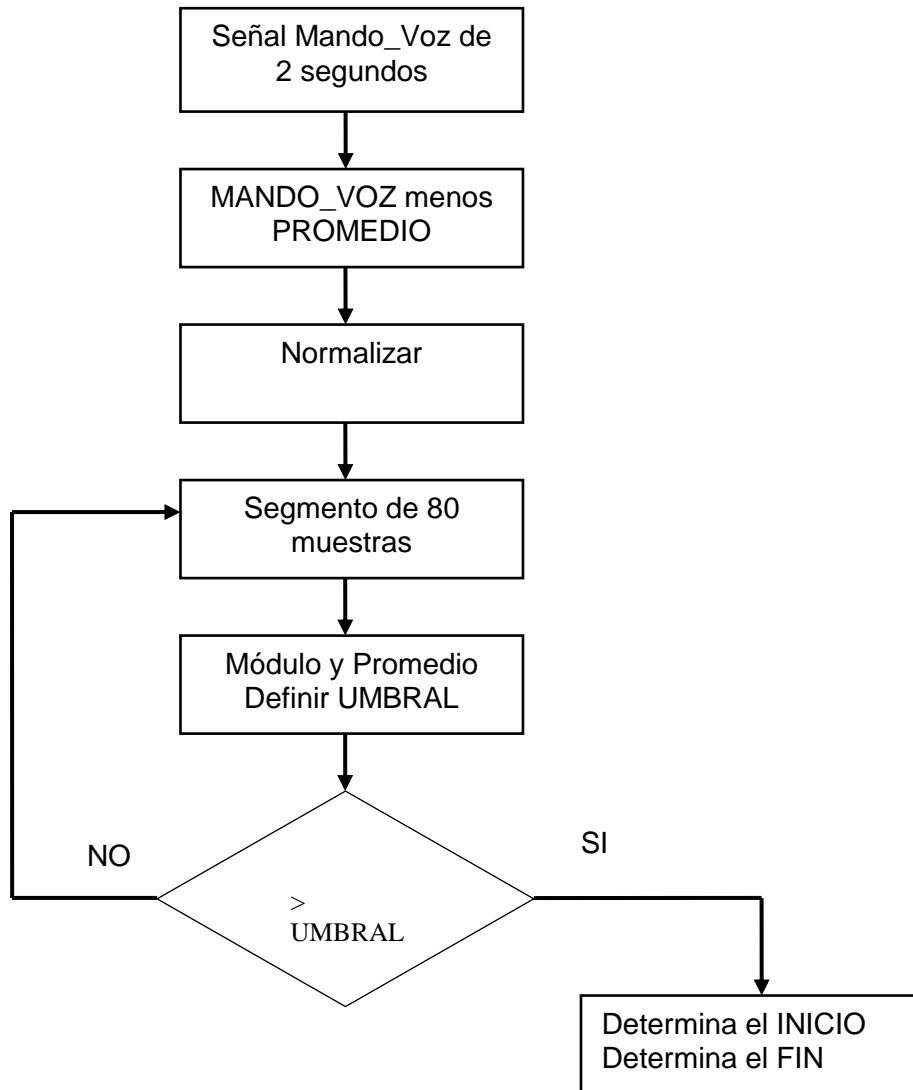 Señal Mando_Voz de
2 segundos
MANDO_VOZ menos
PROMEDIO
Normalizar
Segmento de 80
muestras
Módulo y Promedio
Definir UMBRAL
NO
SI
>
UMBRAL
Determina el INICIO
Determina el FIN